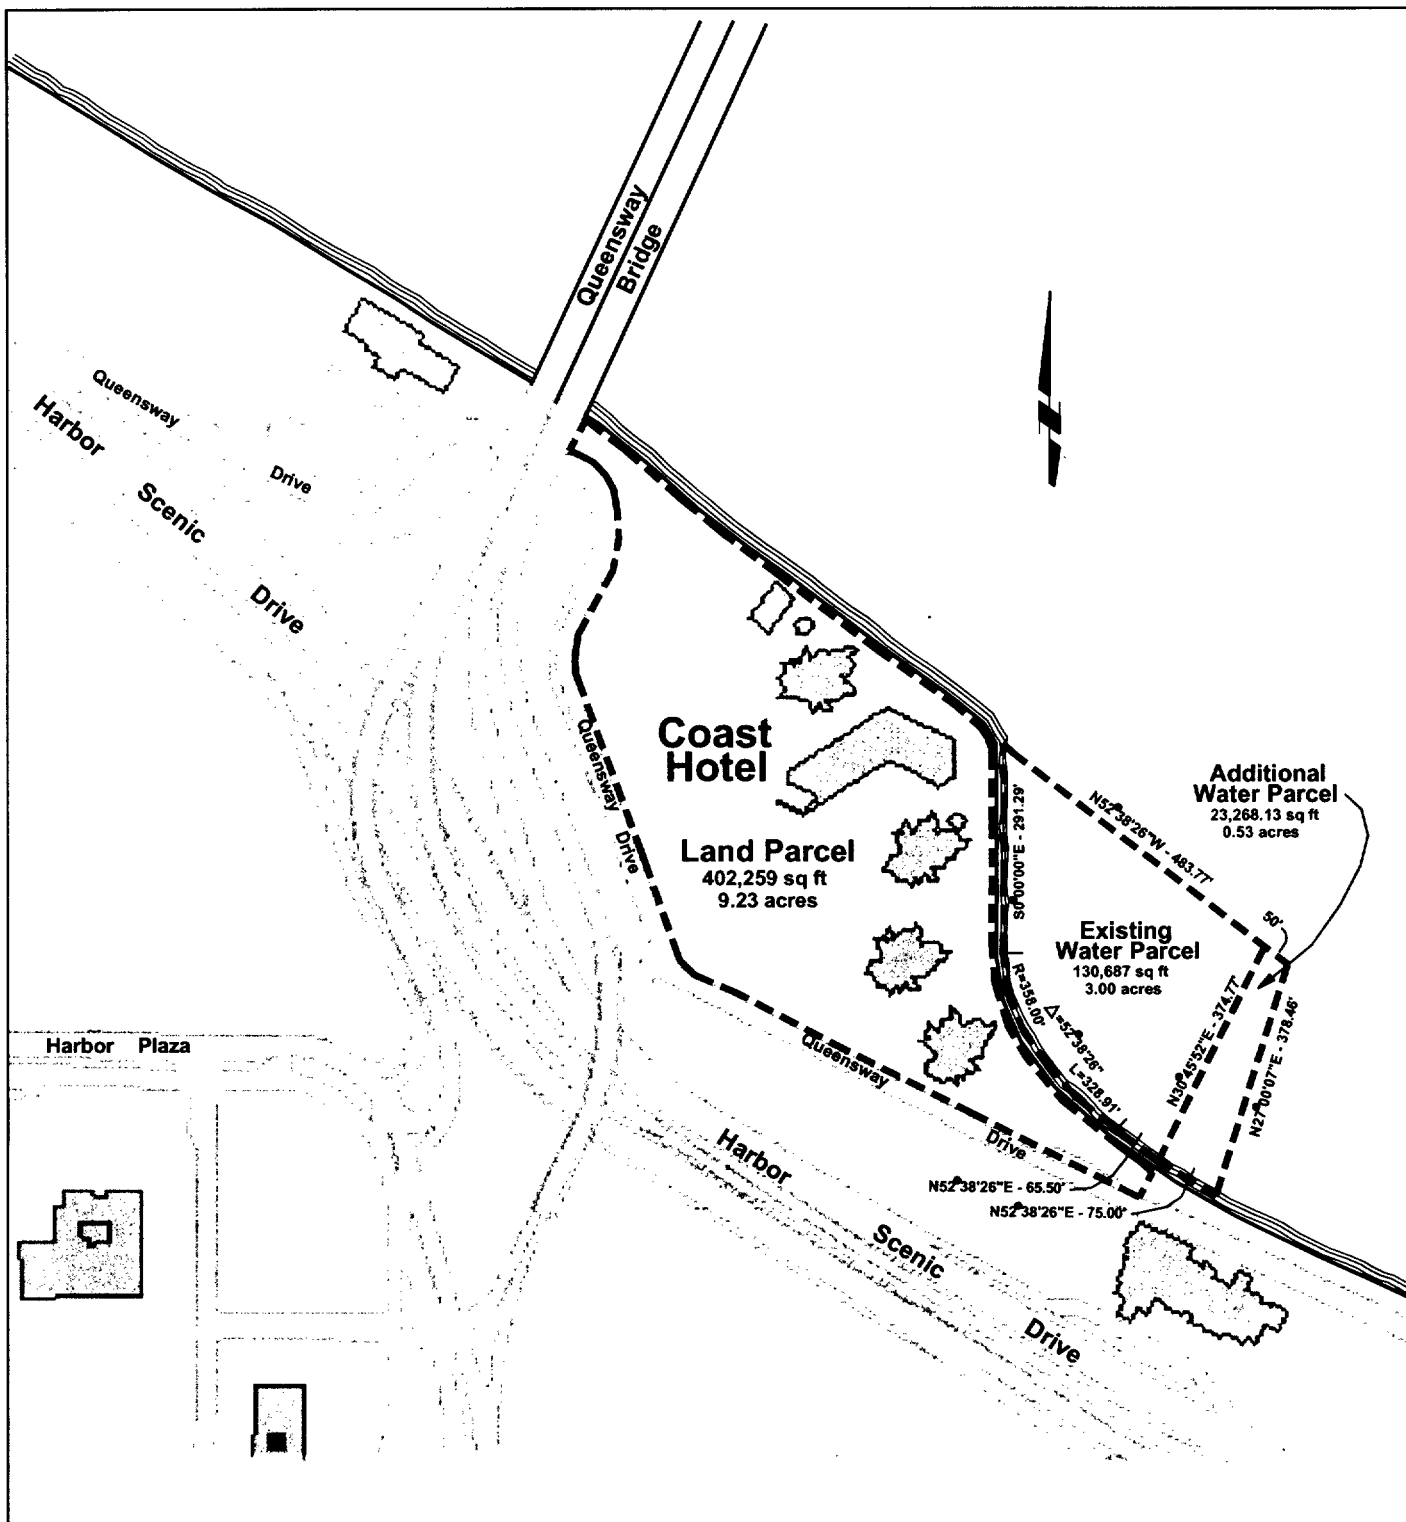 Queensway
Bridge
Queensway
Drive
Harbor
Scenic
Drive
Coast
Hotel
Land Parcel
402,259 sq ft
9.23 acres
Queensway
Drive
Additional
Water Parcel
23,268.13 sq ft
0.53 acres
N52°38'26"W - 483.77'
50'
S0°00'00"E - 291.29'
Existing
Water Parcel
130,687 sq ft
3.00 acres
R=358.00'
△=52°38'26"
L=328.91'
N30°45'52"E - 374.77'
N27°00'07"E - 378.46'
Harbor Plaza
Queensway
Drive
N52°38'26"E - 65.50'
N52°38'26"E - 75.00'
Harbor
Scenic
Drive